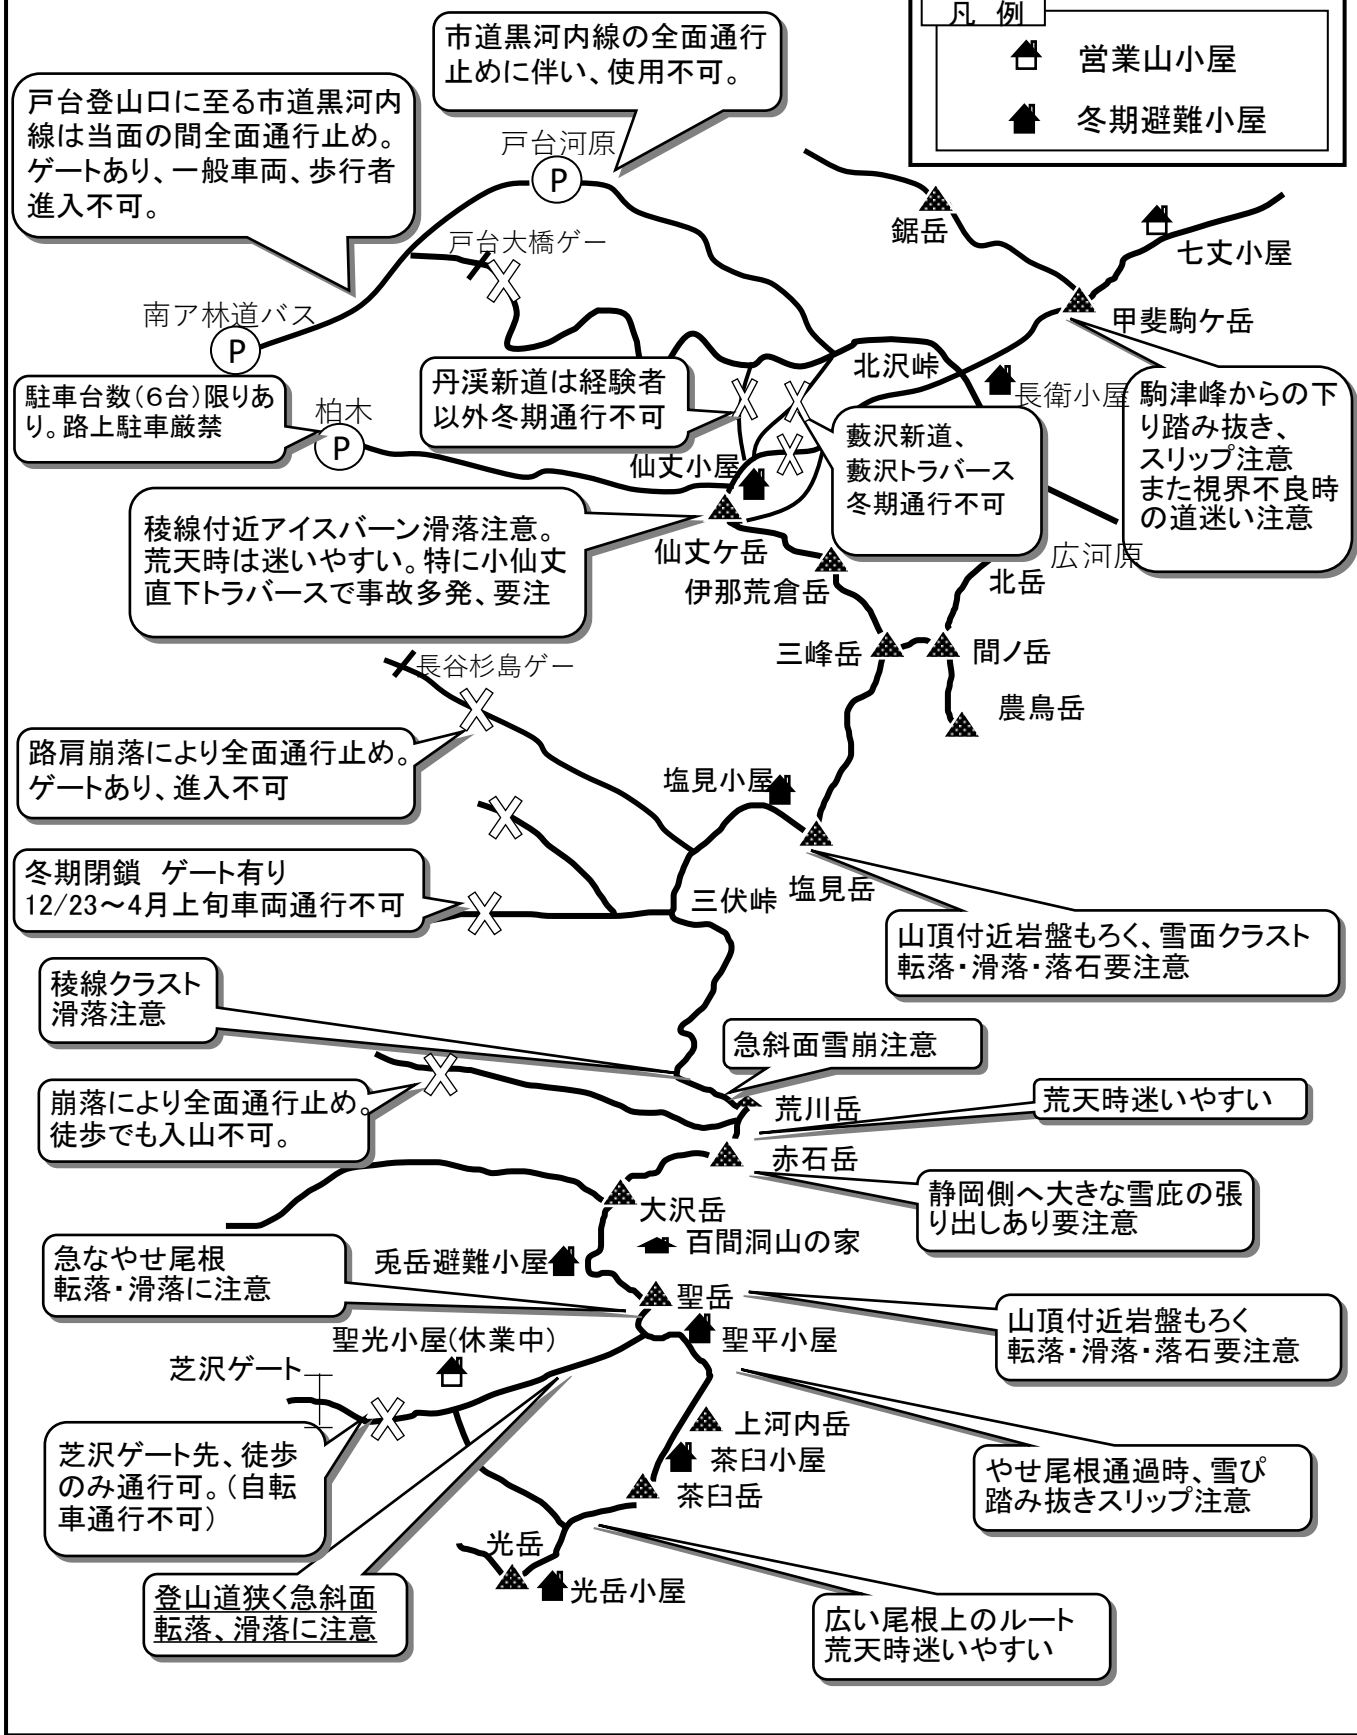 凡 例
営業山小屋
冬期避難小屋
市道黒河内線の全面通行
止めに伴い、使用不可。
戸台登山口に至る市道黒河内
線は当面の間全面通行止め。
ゲートあり、一般車両、歩行者
進入不可。
戸台河原
P
鋸岳
七丈小屋
戸台大橋ゲー
南ア林道バス
P
甲斐駒ケ岳
北沢峠
丹渓新道は経験者
以外冬期通行不可
長衛小屋
駒津峰からの下
り踏み抜き、
スリップ注意
また視界不良時
の道迷い注意
駐車台数(6台)限りあ
り。路上駐車厳禁
柏木
P
藪沢新道、
藪沢トラバース
冬期通行不可
仙丈小屋
稜線付近アイスバーン滑落注意。
荒天時は迷いやすい。特に小仙丈
直下トラバースで事故多発、要注
仙丈ケ岳
広河原
北岳
伊那荒倉岳
三峰岳
間ノ岳
長谷杉島ゲー
農鳥岳
路肩崩落により全面通行止め。
ゲートあり、進入不可
塩見小屋
冬期閉鎖 ゲート有り
12/23~4月上旬車両通行不可
三伏峠
塩見岳
山頂付近岩盤もろく、雪面クラスト
転落・滑落・落石要注意
稜線クラスト
滑落注意
急斜面雪崩注意
崩落により全面通行止め。
徒歩でも入山不可。
荒川岳
荒天時迷いやすい
赤石岳
静岡側へ大きな雪庇の張
り出しあり要注意
大沢岳
百間洞山の家
急なやせ尾根
転落・滑落に注意
兎岳避難小屋
聖岳
山頂付近岩盤もろく
転落・滑落・落石要注意
聖光小屋(休業中)
聖平小屋
芝沢ゲート
上河内岳
芝沢ゲート先、徒歩
のみ通行可。(自転
車通行不可)
茶臼小屋
やせ尾根通過時、雪ぴ
踏み抜きスリップ注意
茶臼岳
光岳
光岳小屋
登山道狭く急斜面
転落、滑落に注意
広い尾根上のルート
荒天時迷いやすい